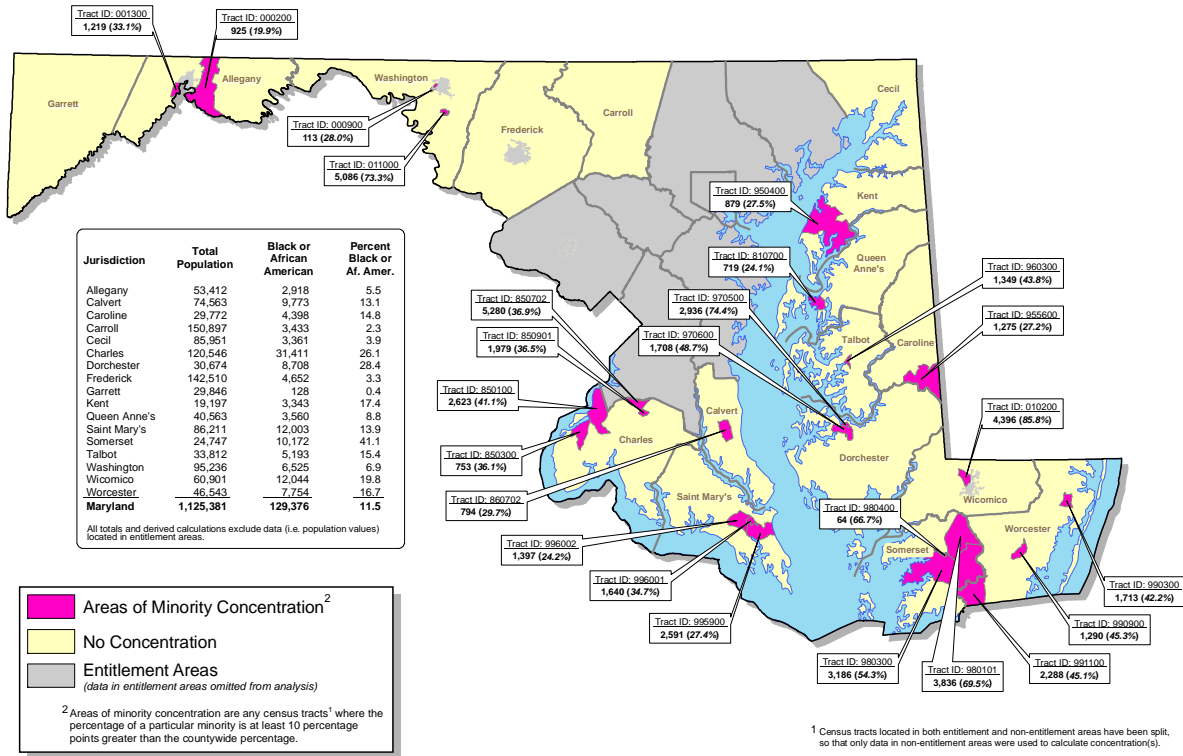 Tract ID: 001300
1,219 (33.1%)
Tract ID: 000200
925 (19.9%)
Garrett
Allegany
Washington
Frederick
Carroll
Cecil
Tract ID: 000900
113 (28.0%)
Tract ID: 011000
5,086 (73.3%)
Tract ID: 950400
879 (27.5%)
Kent
Tract ID: 810700
719 (24.1%)
Queen
Anne's
Tract ID: 850702
5,280 (36.9%)
Tract ID: 970500
2,936 (74.4%)
Tract ID: 960300
1,349 (43.8%)
Tract ID: 850901
1,979 (36.5%)
Tract ID: 970600
1,708 (48.7%)
Talbot
Caroline
Tract ID: 955600
1,275 (27.2%)
Tract ID: 850100
2,623 (41.1%)
Calvert
Charles
Tract ID: 010200
4,396 (85.8%)
Tract ID: 850300
753 (36.1%)
Dorchester
Tract ID: 860702
794 (29.7%)
Saint Mary's
Wicomico
Tract ID: 980400
64 (66.7%)
Worcester
Somerset
Tract ID: 996002
1,397 (24.2%)
Tract ID: 996001
1,640 (34.7%)
Tract ID: 995900
2,591 (27.4%)
Tract ID: 990300
1,713 (42.2%)
Tract ID: 990900
1,290 (45.3%)
Tract ID: 980300
3,186 (54.3%)
Tract ID: 980101
3,836 (69.5%)
Tract ID: 991100
2,288 (45.1%)
Jurisdiction Total Population Black or African American Percent Black or Af. Amer.
Allegany 53,412 2,918 5.5
Calvert 74,563 9,773 13.1
Caroline 29,772 4,398 14.8
Carroll 150,897 3,433 2.3
Cecil 85,951 3,361 3.9
Charles 120,546 31,411 26.1
Dorchester 30,674 8,708 28.4
Frederick 142,510 4,652 3.3
Garrett 29,846 128 0.4
Kent 19,197 3,343 17.4
Queen Anne's 40,563 3,560 8.8
Saint Mary's 86,211 12,003 13.9
Somerset 24,747 10,172 41.1
Talbot 33,812 5,193 15.4
Washington 95,236 6,525 6.9
Wicomico 60,901 12,044 19.8
Worcester 46,543 7,754 16.7
Maryland 1,125,381 129,376 11.5
All totals and derived calculations exclude data (i.e. population values)
located in entitlement areas.
Areas of Minority Concentration2
No Concentration
Entitlement Areas
(data in entitlement areas omitted from analysis)
2 Areas of minority concentration are any census tracts1 where the
percentage of a particular minority is at least 10 percentage
points greater than the countywide percentage.
1 Census tracts located in both entitlement and non-entitlement areas have been split,
so that only data in non-entitlement areas were used to calculate concentration(s).